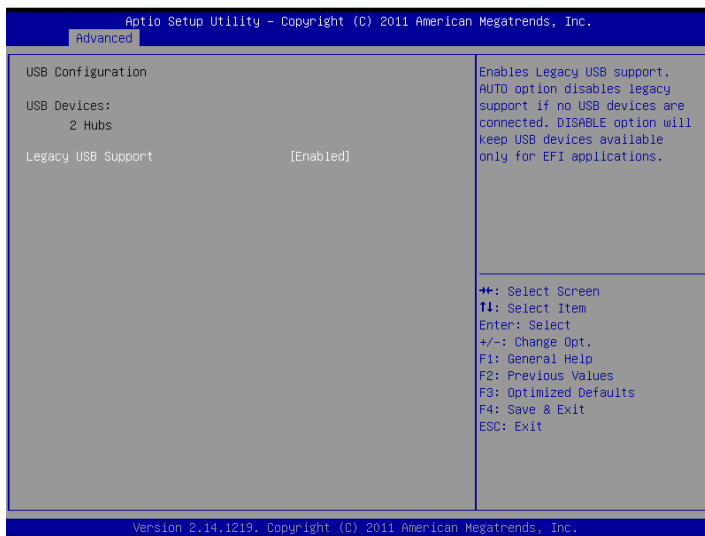 Aptio Setup Utility – Copyright (C) 2011 American Megatrends, Inc.
Advanced
USB Configuration
USB Devices:
2 Hubs
Legacy USB Support [Enabled]
Enables Legacy USB support.
AUTO option disables legacy
support if no USB devices are
connected. DISABLE option will
keep USB devices available
only for EFI applications.
→←: Select Screen
↑↓: Select Item
Enter: Select
+/-: Change Opt.
F1: General Help
F2: Previous Values
F3: Optimized Defaults
F4: Save & Exit
ESC: Exit
Version 2.14.1219. Copyright (C) 2011 American Megatrends, Inc.